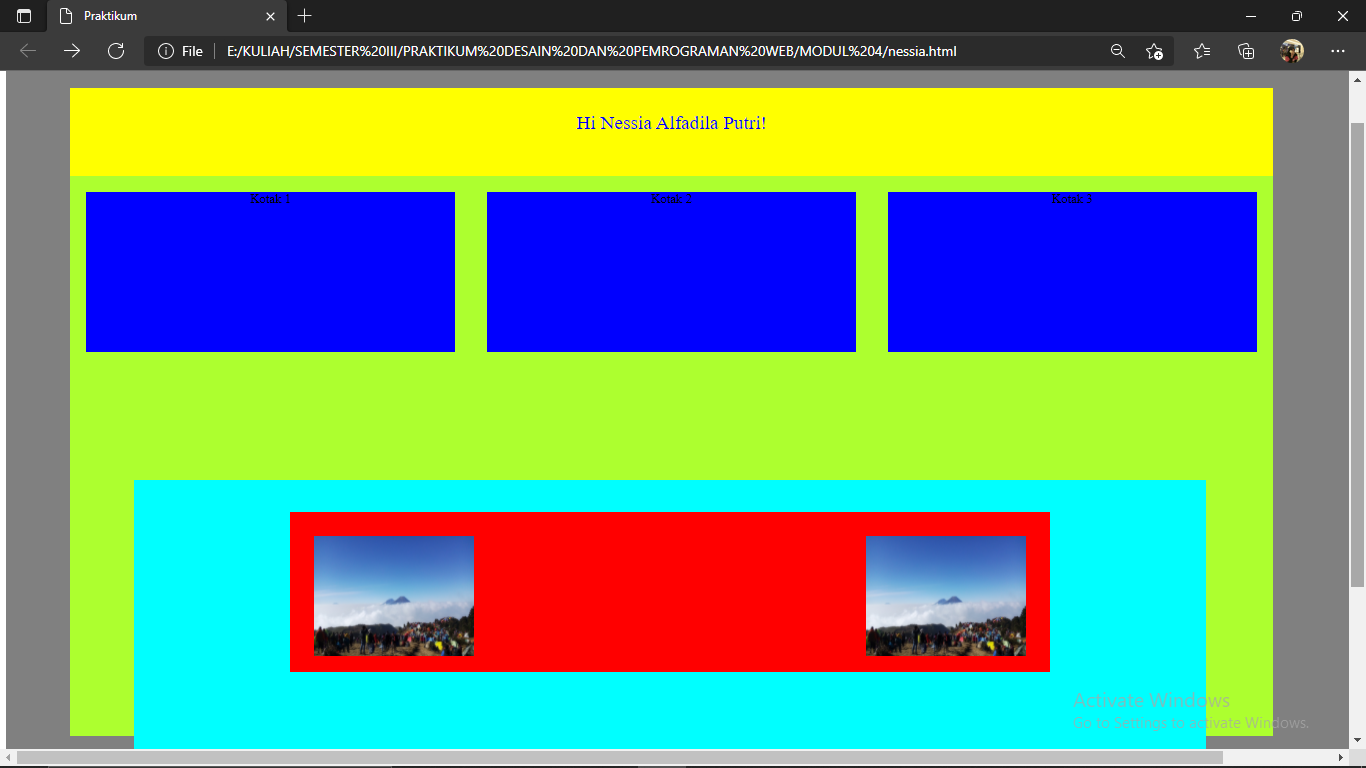 Praktikum
File
E:/KULIAH/SEMESTER%20III/PRAKTIKUM%20DESAIN%20DAN%20PEMROGRAMAN%20WEB/MODUL%204/nessia.html
Hi Nessia Alfadila Putri!
Kotak 1
Kotak 2
Kotak 3
Activate Windows
Go to Settings to activate Windows.